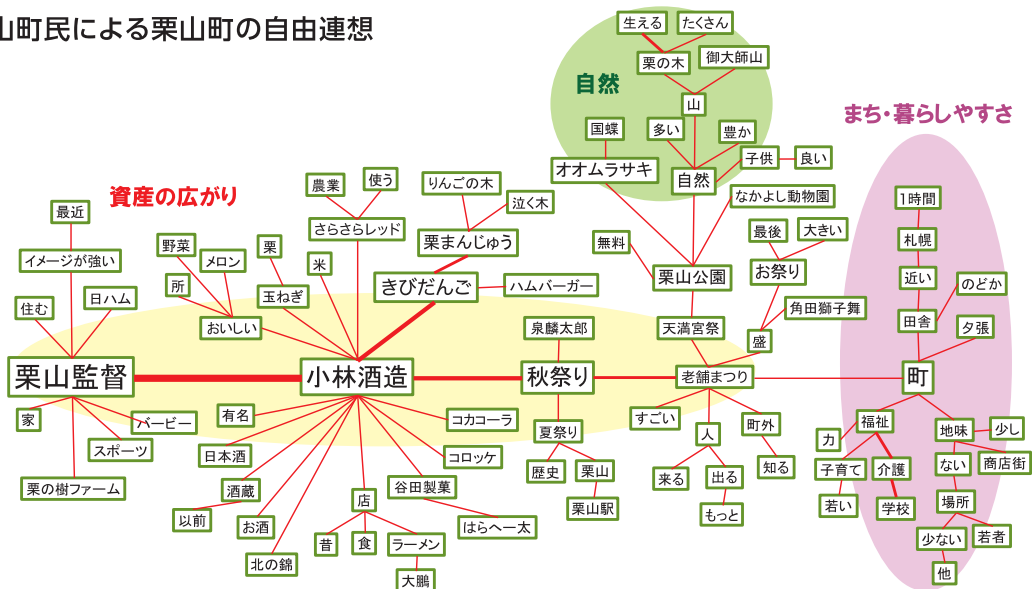 山町民による栗山町の自由連想
自然
まち・暮らしやすさ
資産の広がり
生える
たくさん
栗の木
御大師山
山
国蝶
多い
豊か
子供
良い
オオムラサキ
自然
なかよし動物園
無料
栗山公園
最後
大きい
お祭り
角田獅子舞
天満宮祭
盛
1時間
札幌
近い
のどか
田舎
夕張
町
農業
使う
りんごの木
泣く木
さらさらレッド
栗まんじゅう
きびだんご
ハムバーガー
最近
イメージが強い
住む
日ハム
野菜
メロン
所
おいしい
栗
玉ねぎ
米
泉麟太郎
栗山監督
小林酒造
秋祭り
老舗まつり
家
バービー
スポーツ
栗の樹ファーム
有名
日本酒
酒蔵
以前
お酒
北の錦
店
昔
食
ラーメン
大鵬
コカコーラ
コロッケ
谷田製菓
はらへー太
夏祭り
歴史
栗山
栗山駅
すごい
人
来る
出る
もっと
町外
知る
福祉
力
子育て
若い
介護
学校
地味
少し
商店街
ない
場所
少ない
若者
他